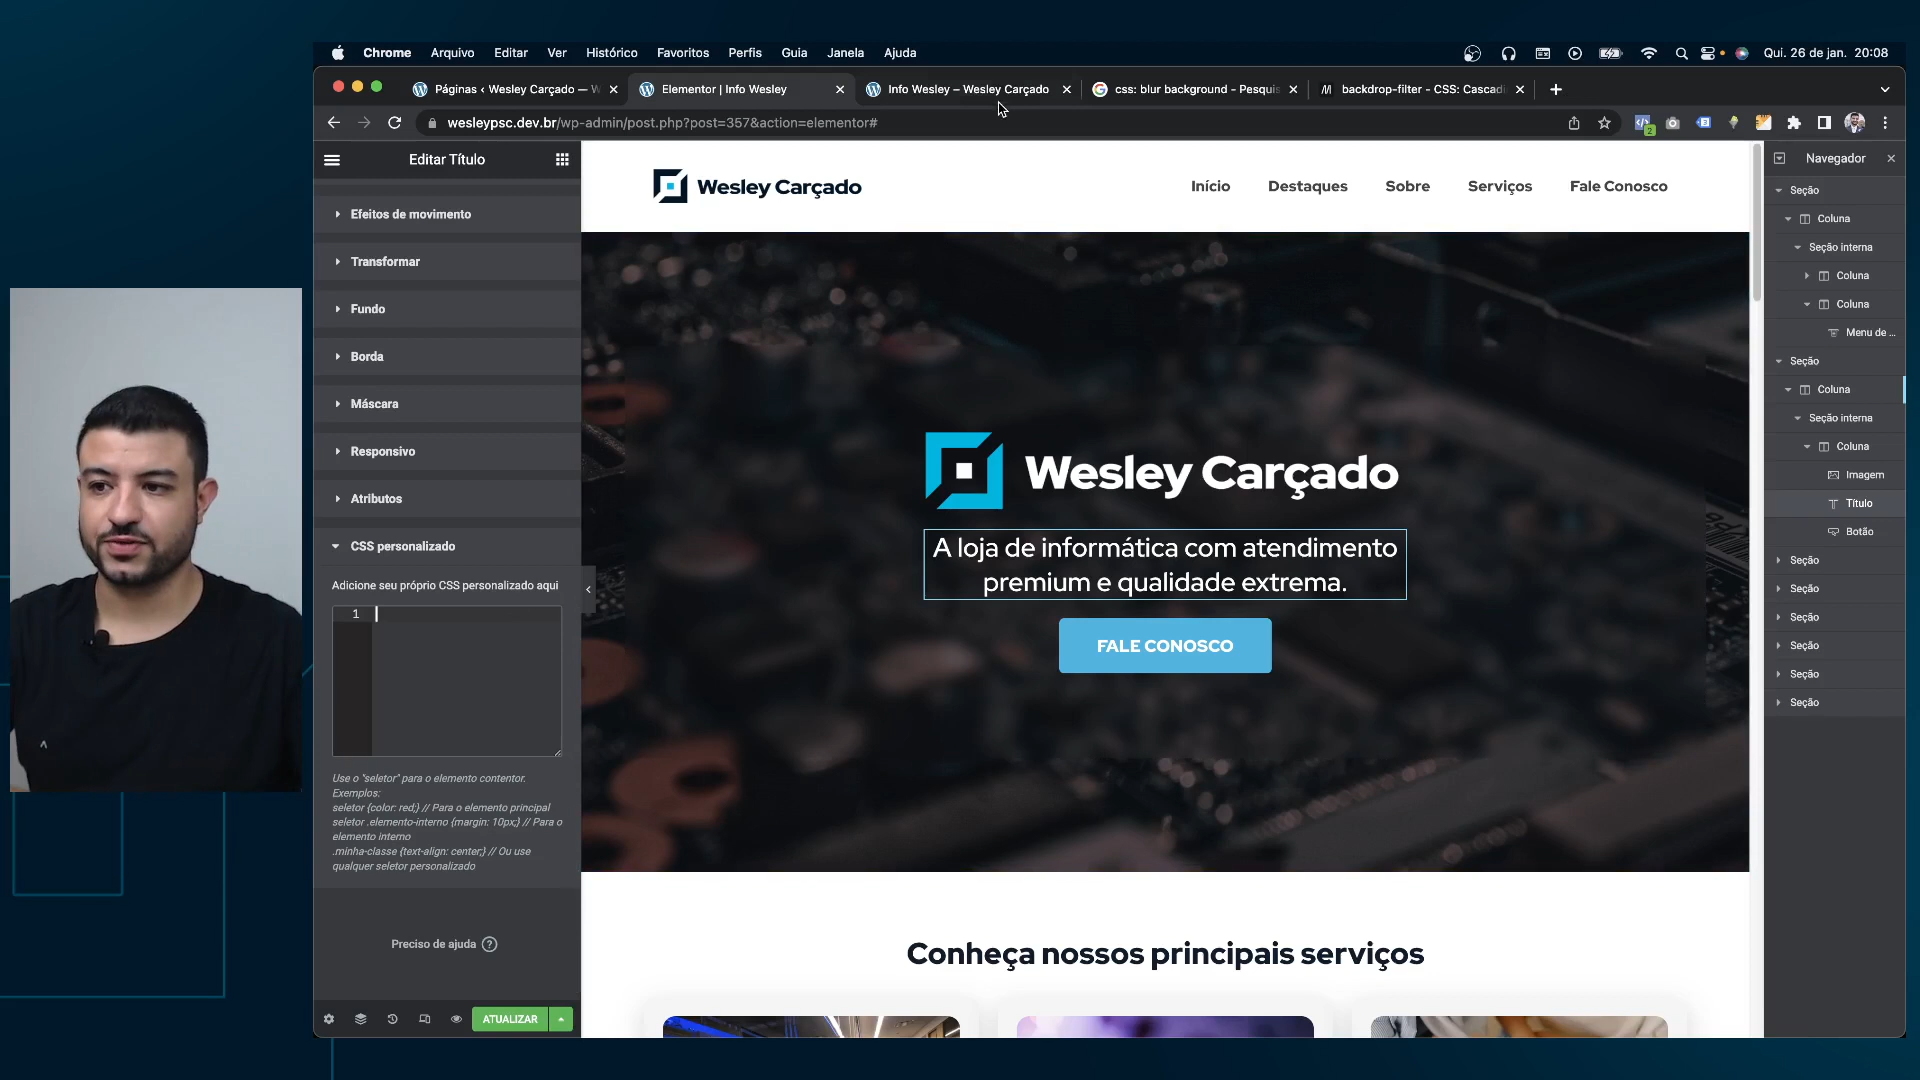 Chrome Arquivo Editar Ver Histórico Favoritos Perfis Guia Janela Ajuda
Qui. 26 de jan. 20:08
Páginas ‹ Wesley Carçado — W
Elementor | Info Wesley
Info Wesley – Wesley Carçado
css: blur background - Pesquis
backdrop-filter - CSS: Cascadi
wesleypsc.dev.br/wp-admin/post.php?post=357&action=elementor#
2
Editar Título
Efeitos de movimento
Transformar
Fundo
Borda
Máscara
Responsivo
Atributos
CSS personalizado
Adicione seu próprio CSS personalizado aqui
1
Use o "seletor" para o elemento contentor.
Exemplos:
seletor {color: red;} // Para o elemento principal
seletor .elemento-interno {margin: 10px;} // Para o
elemento interno
.minha-classe {text-align: center;} // Ou use
qualquer seletor personalizado
Preciso de ajuda ?
ATUALIZAR
Wesley Carçado
Início Destaques Sobre Serviços Fale Conosco
Wesley Carçado
A loja de informática com atendimento
premium e qualidade extrema.
FALE CONOSCO
Conheça nossos principais serviços
Navegador
Seção
Coluna
Seção interna
Coluna
Coluna
Menu de ...
Seção
Coluna
Seção interna
Coluna
Imagem
Título
Botão
Seção
Seção
Seção
Seção
Seção
Seção